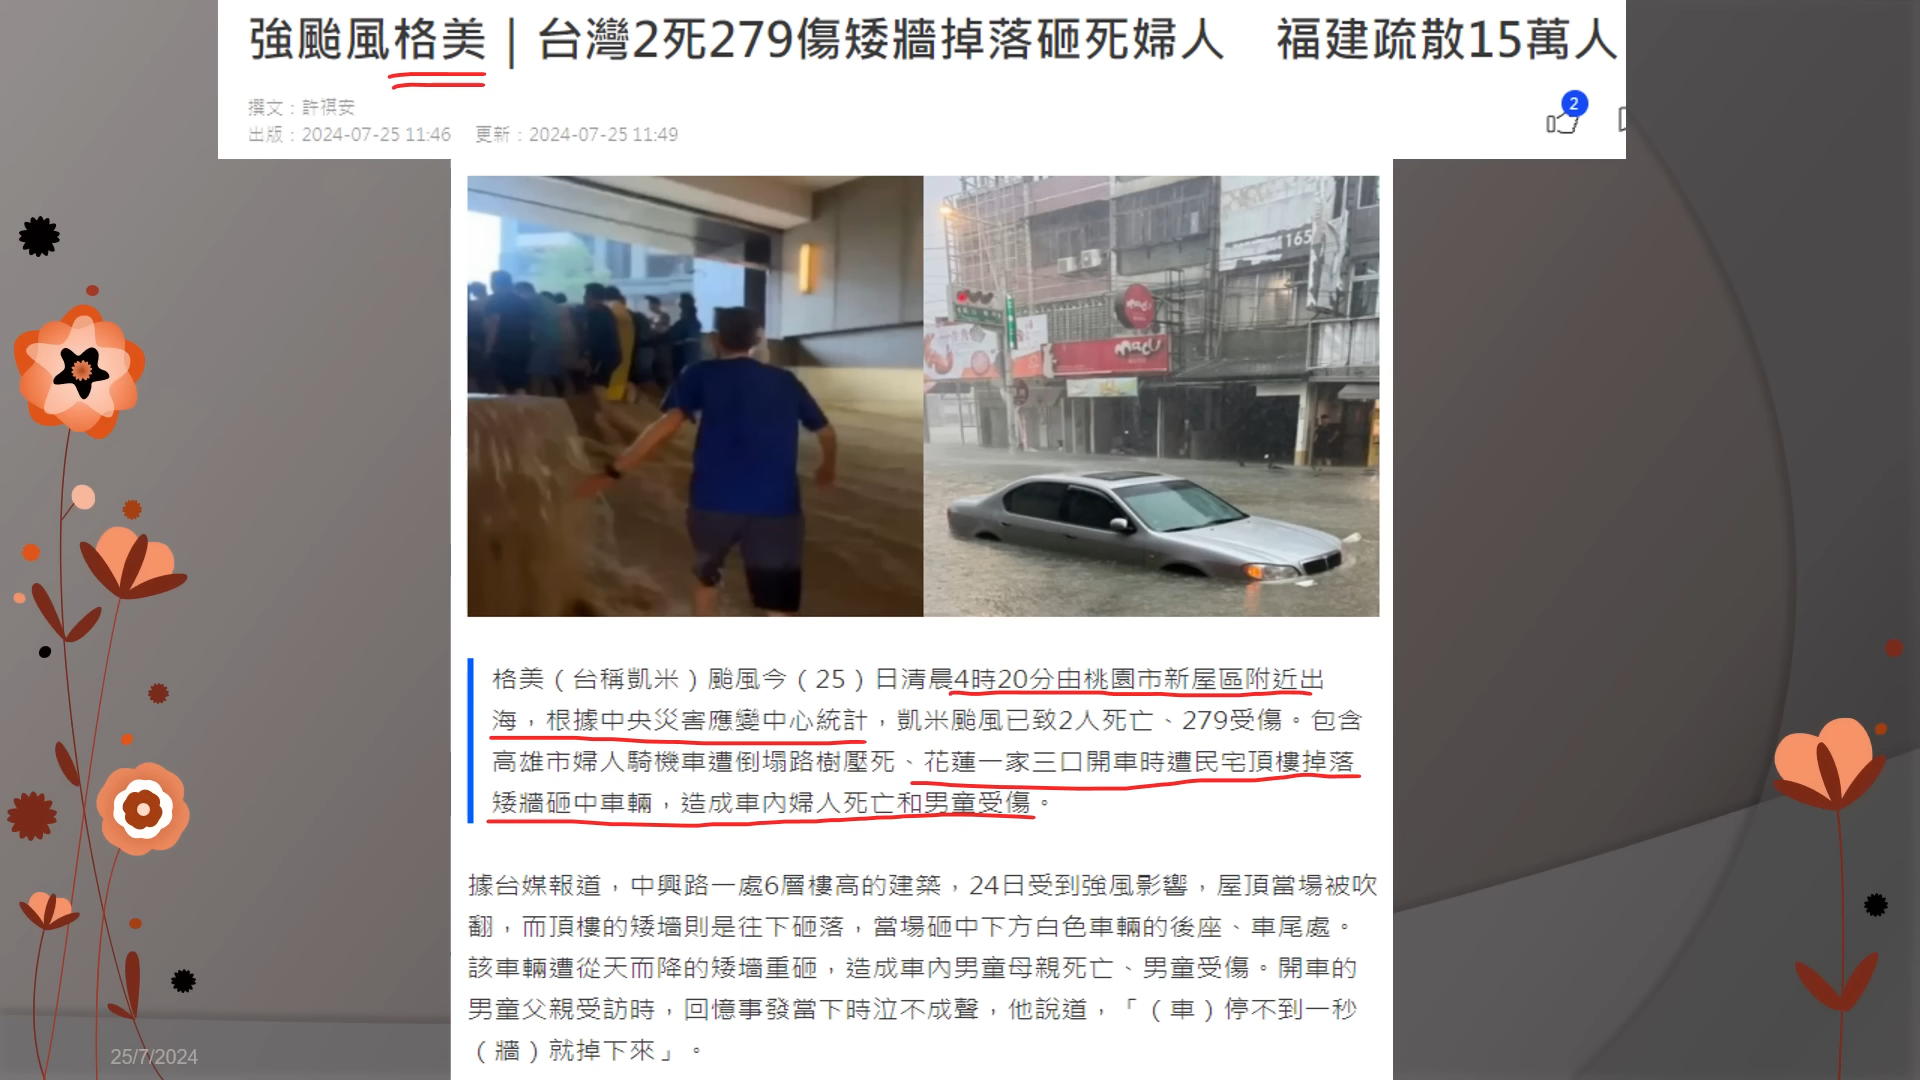 強颱風格美｜台灣2死279傷矮牆掉落砸死婦人　福建疏散15萬人
撰文：許祺安
出版：2024-07-25 11:46　更新：2024-07-25 11:49
2
1165
macu
macu
格美（台稱凱米）颱風今（25）日清晨4時20分由桃園市新屋區附近出
海，根據中央災害應變中心統計，凱米颱風已致2人死亡、279受傷。包含
高雄市婦人騎機車遭倒塌路樹壓死、花蓮一家三口開車時遭民宅頂樓掉落
矮牆砸中車輛，造成車內婦人死亡和男童受傷。
據台媒報道，中興路一處6層樓高的建築，24日受到強風影響，屋頂當場被吹
翻，而頂樓的矮墻則是往下砸落，當場砸中下方白色車輛的後座、車尾處。
該車輛遭從天而降的矮墻重砸，造成車內男童母親死亡、男童受傷。開車的
男童父親受訪時，回憶事發當下時泣不成聲，他說道，「（車）停不到一秒
（牆）就掉下來」。
25/7/2024